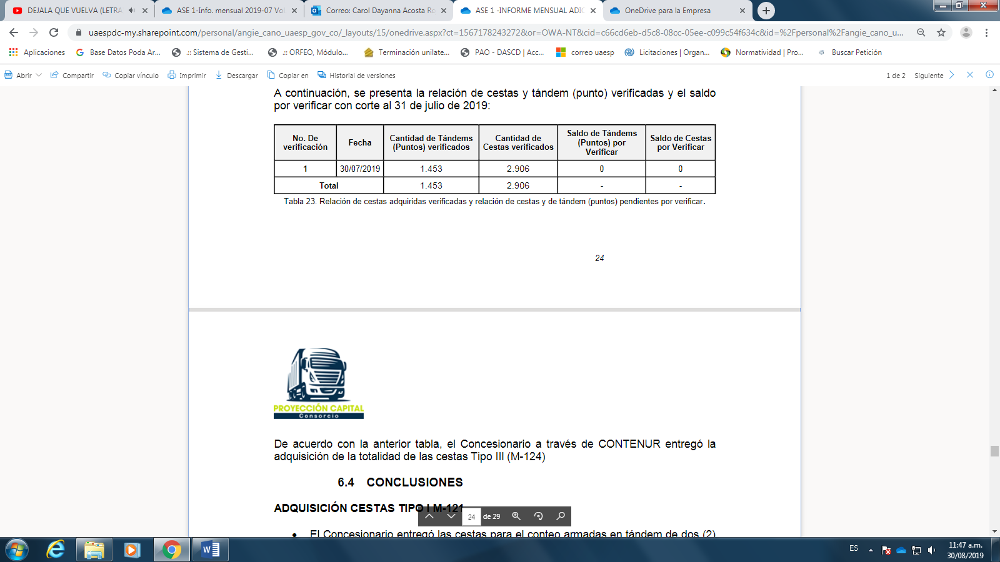 DEJALA QUE VUELVA (LETRA
ASE 1-Info. mensual 2019-07 Vol.
Correo: Carol Dayanna Acosta Ro
ASE 1 -INFORME MENSUAL ADIC
OneDrive para la Empresa
uaespdc-my.sharepoint.com/personal/angie_cano_uaesp_gov_co/_layouts/15/onedrive.aspx?ct=1567178243272&or=OWA-NT&cid=c66cd6eb-d5c8-08cc-05ee-c099c54f634c&id=%2Fpersonal%2Fangie_cano_u...
Aplicaciones
Base Datos Poda Ar...
.:: Sistema de Gesti...
.:: ORFEO, Módulo...
Terminación unilate...
PAO - DASCD | Acc...
correo uaesp
Licitaciones | Organ...
Normatividad | Pro...
Buscar Petición
Abrir
Compartir
Copiar vínculo
Imprimir
Descargar
Copiar en
Historial de versiones
1 de 2
Siguiente
A continuación, se presenta la relación de cestas y tándem (punto) verificadas y el saldo
por verificar con corte al 31 de julio de 2019:
No. De verificación Fecha Cantidad de Tándems (Puntos) verificados Cantidad de Cestas verificados Saldo de Tándems (Puntos) por Verificar Saldo de Cestas por Verificar
1 30/07/2019 1.453 2.906 0 0
Total 1.453 2.906 - -
Tabla 23. Relación de cestas adquiridas verificadas y relación de cestas y de tándem (puntos) pendientes por verificar.
24
PROYECCIÓN CAPITAL
Consorcio
De acuerdo con la anterior tabla, el Concesionario a través de CONTENUR entregó la
adquisición de la totalidad de las cestas Tipo III (M-124)
6.4 CONCLUSIONES
ADQUISICIÓN CESTAS TIPO I M-121
24 de 29
• El Concesionario entregó las cestas para el conteo armadas en tándem de dos (2)
ES
11:47 a.m.
30/08/2019